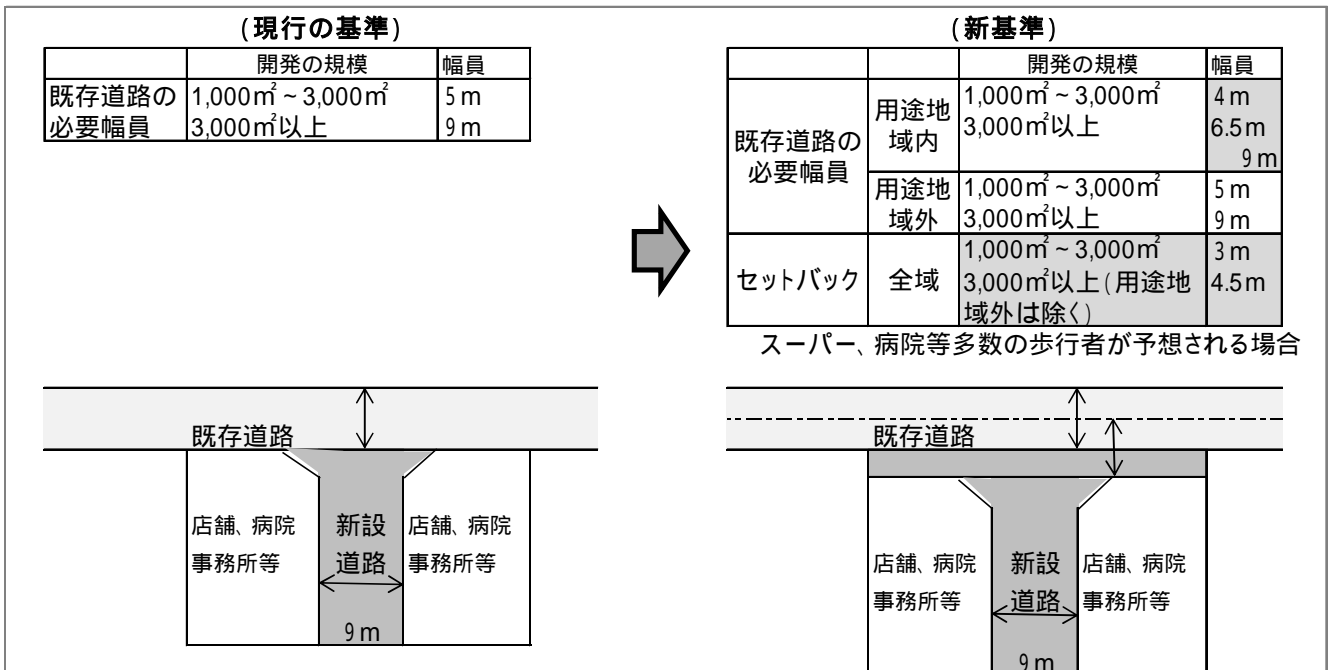 (現行の基準)
開発の規模 幅員
既存道路の 1,000㎡～3,000㎡ 5m
必要幅員 3,000㎡以上 9m
(新基準)
開発の規模 幅員
既存道路の必要幅員 用途地域内 1,000㎡～3,000㎡ 4m
3,000㎡以上 6.5m
9m
用途地域外 1,000㎡～3,000㎡ 5m
3,000㎡以上 9m
セットバック 全域 1,000㎡～3,000㎡ 3m
3,000㎡以上(用途地 4.5m
域外は除く)
スーパー、病院等多数の歩行者が予想される場合
既存道路
店舗、病院 新設 店舗、病院
事務所等 道路 事務所等
9m
既存道路
店舗、病院 新設 店舗、病院
事務所等 道路 事務所等
9m